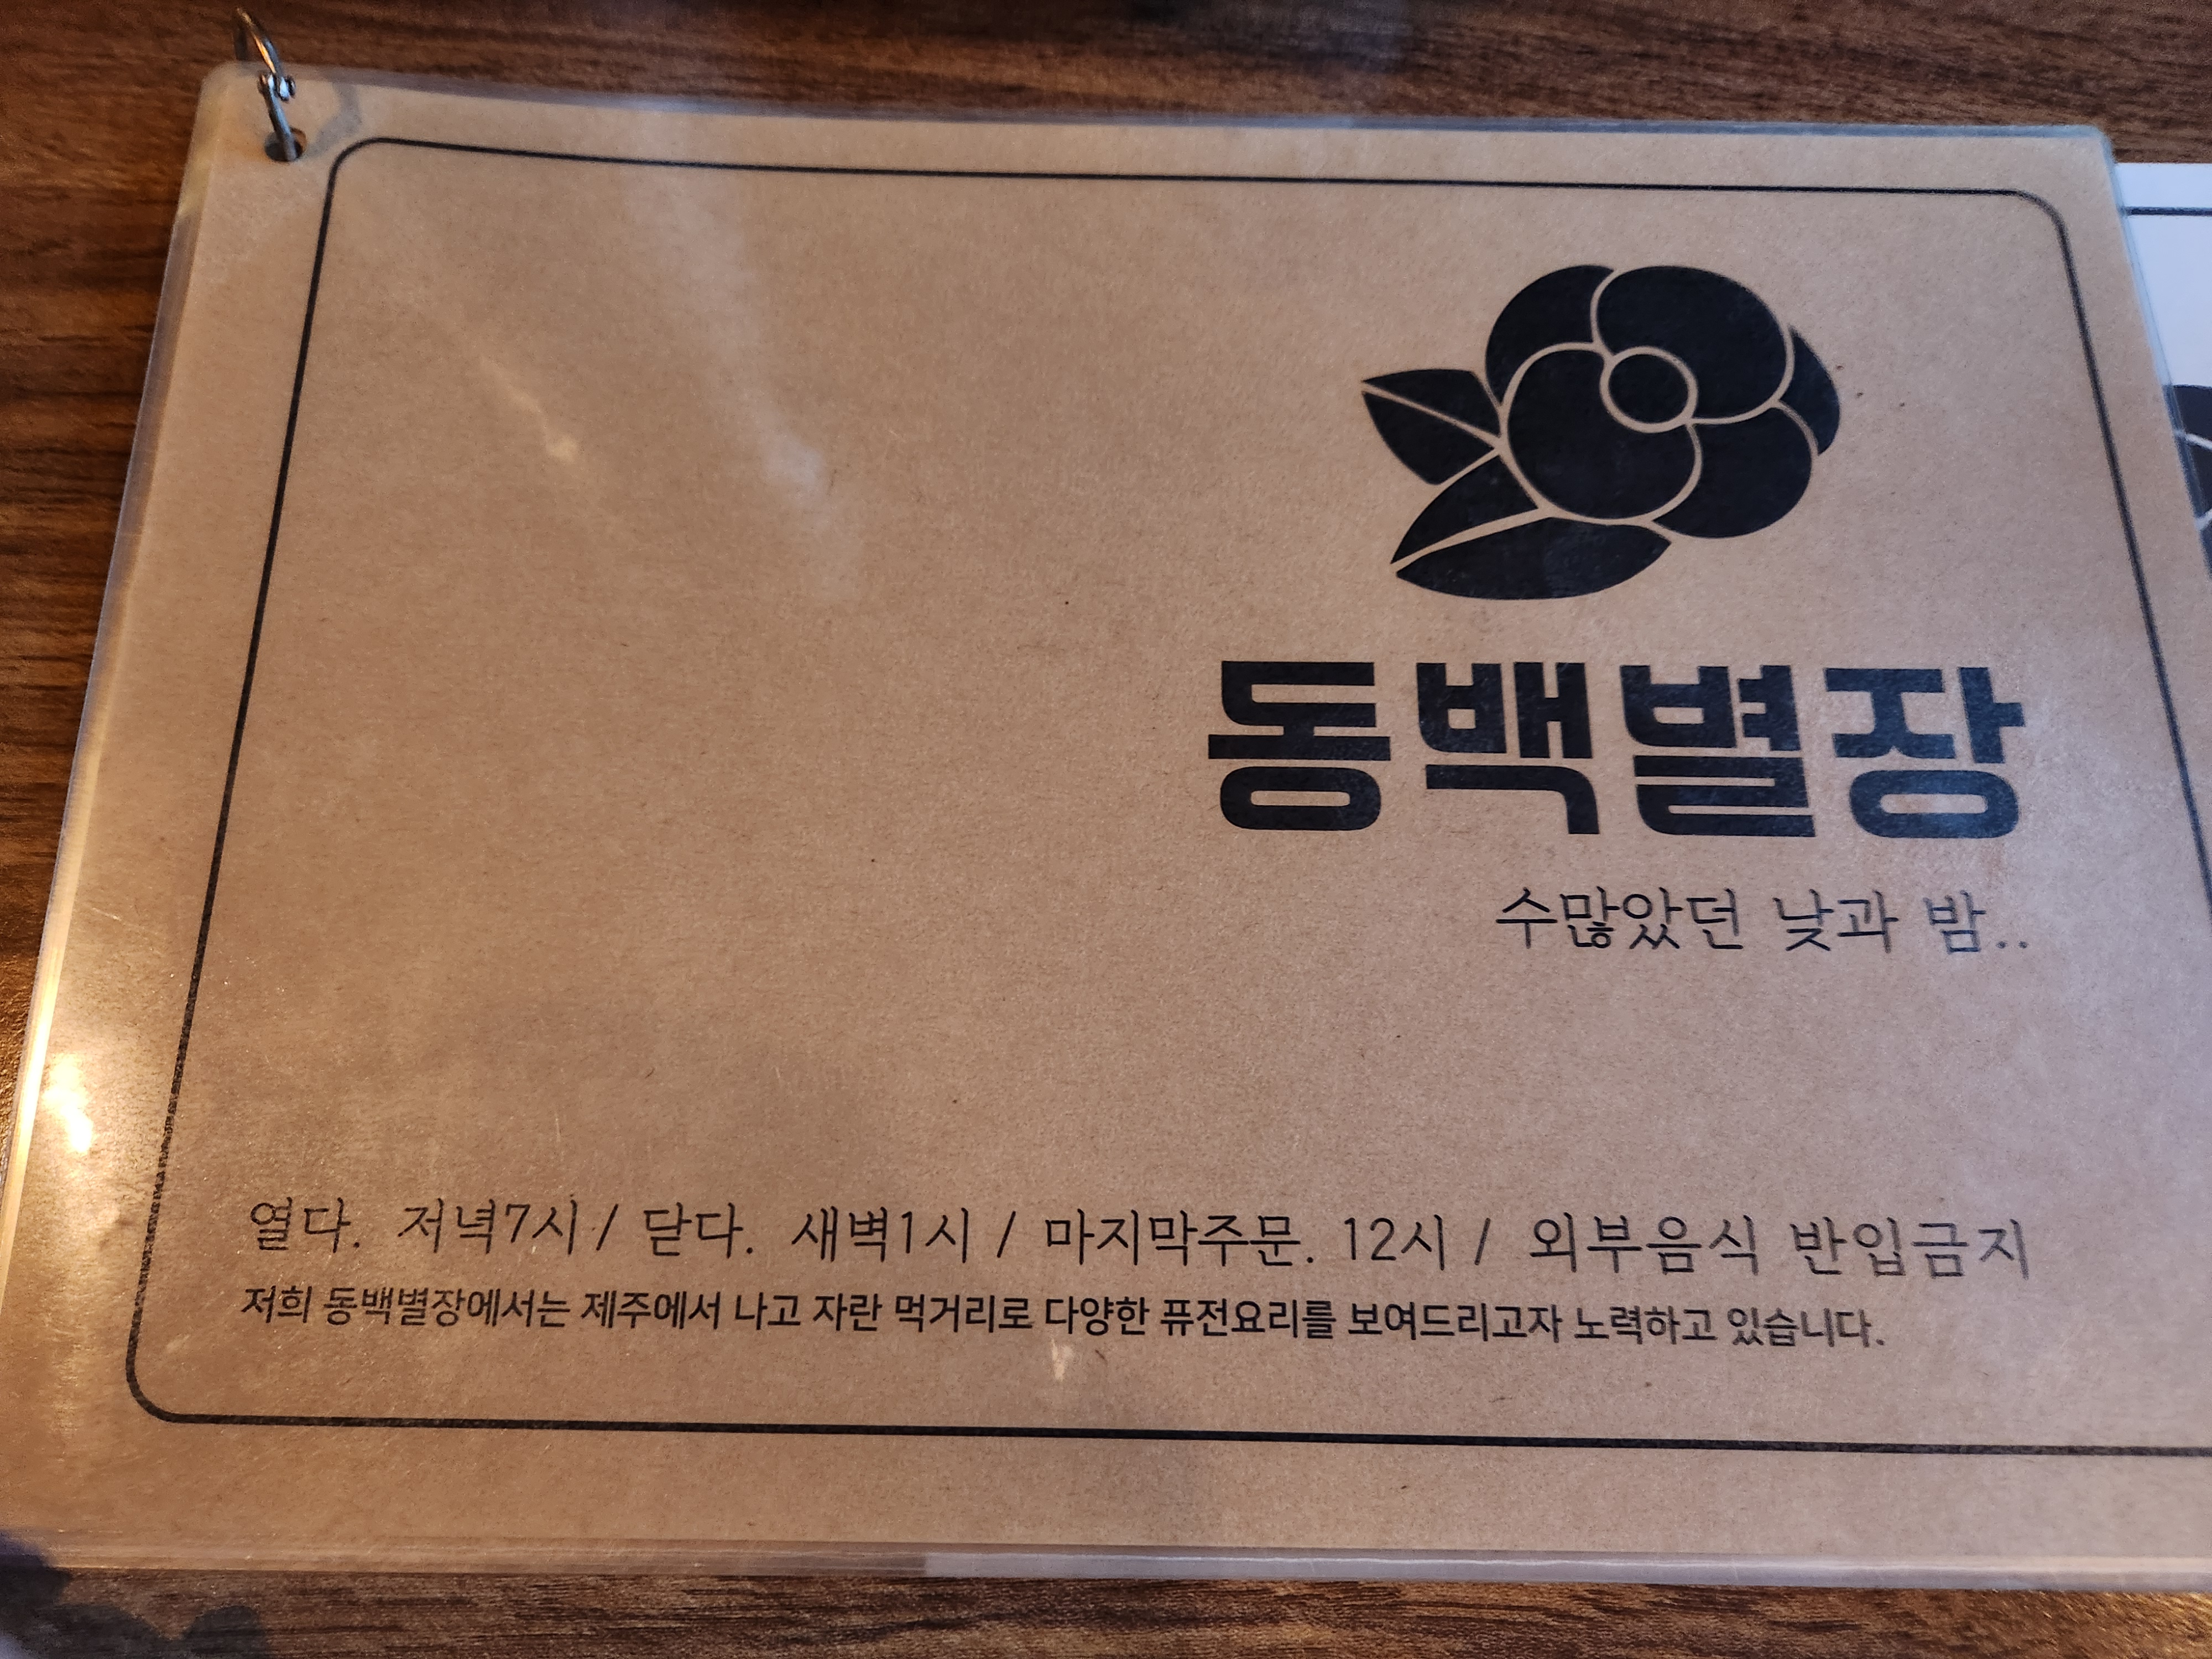 동백별장
수많았던 낮과 밤..
열다. 저녁7시 / 닫다. 새벽1시 / 마지막주문. 12시 / 외부음식 반입금지
저희 동백별장에서는 제주에서 나고 자란 먹거리로 다양한 퓨전요리를 보여드리고자 노력하고 있습니다.